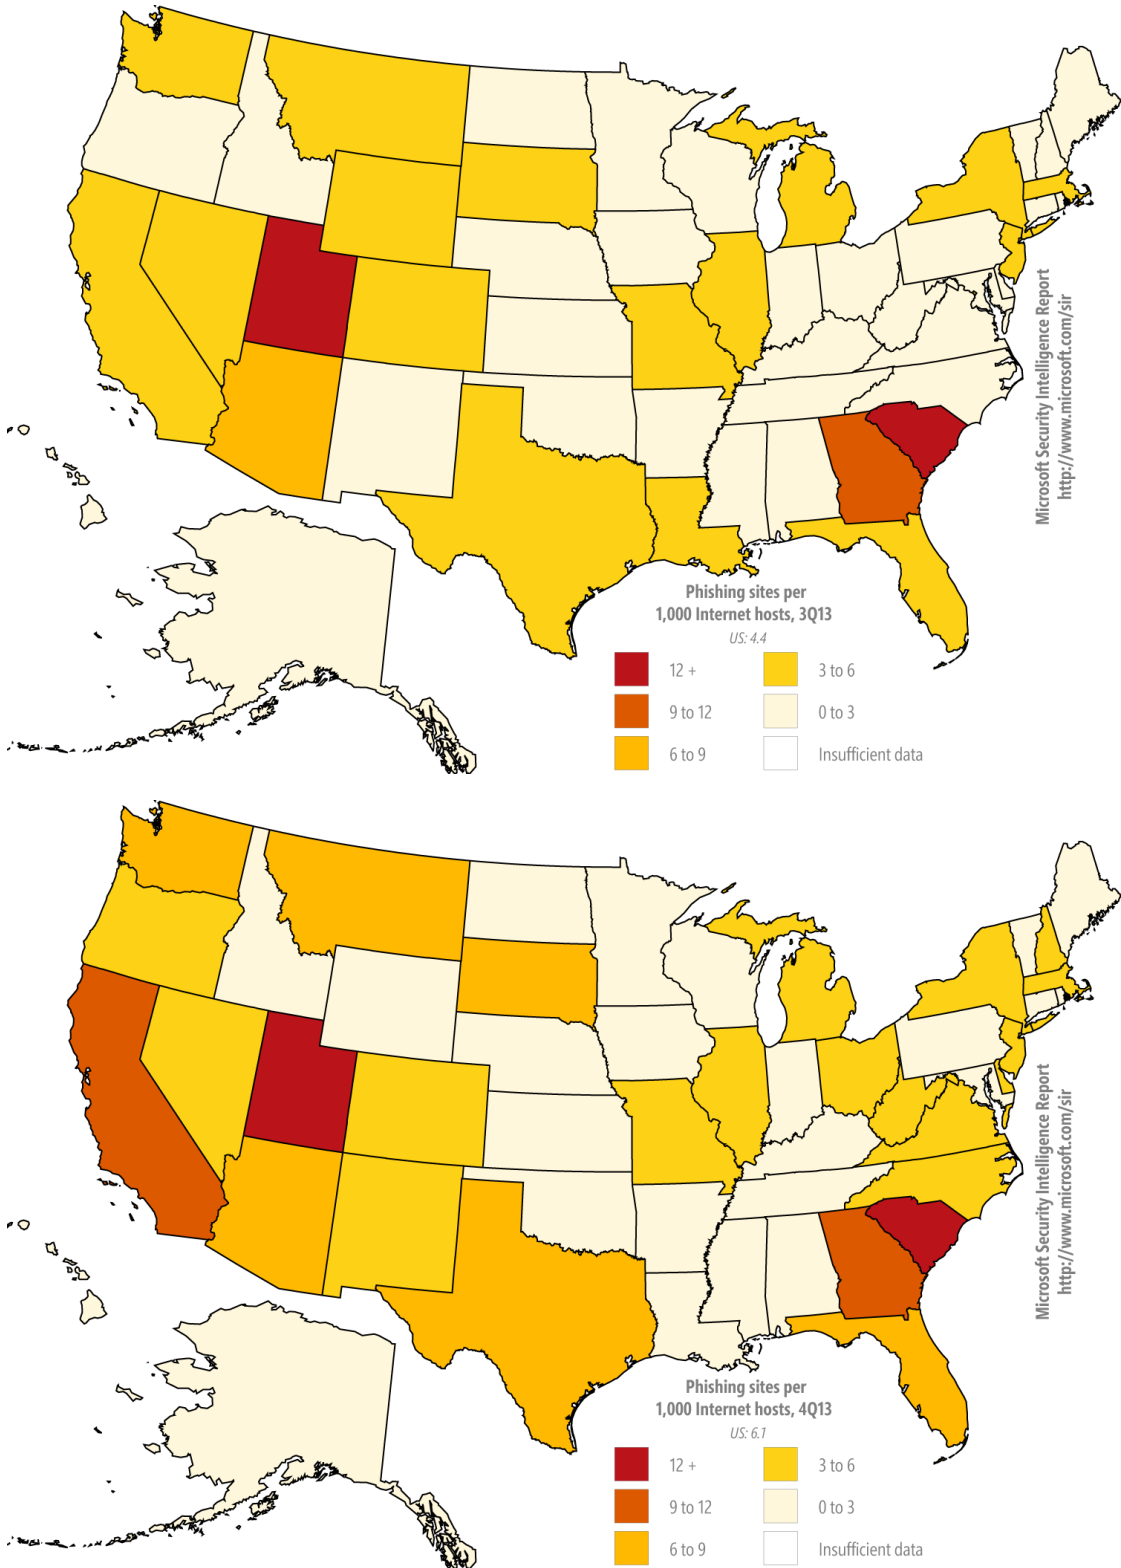 Microsoft Security Intelligence Report
http://www.microsoft.com/sir
Phishing sites per
1,000 Internet hosts, 3Q13
US: 4.4
12 +
3 to 6
9 to 12
0 to 3
6 to 9
Insufficient data
Microsoft Security Intelligence Report
http://www.microsoft.com/sir
Phishing sites per
1,000 Internet hosts, 4Q13
US: 6.1
12 +
3 to 6
9 to 12
0 to 3
6 to 9
Insufficient data